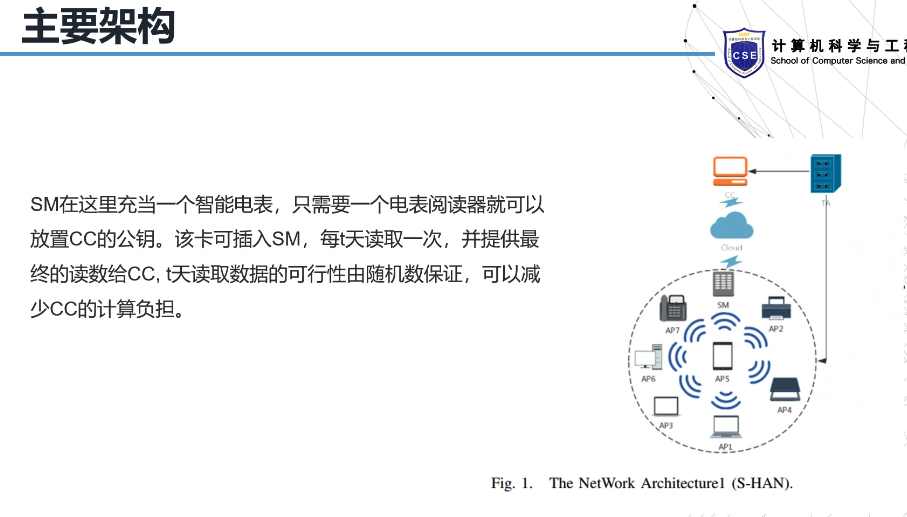 主要架构
CSE
计算机科学与工程
School of Computer Science and
SM在这里充当一个智能电表，只需要一个电表阅读器就可以
放置CC的公钥。该卡可插入SM，每t天读取一次，并提供最
终的读数给CC, t天读取数据的可行性由随机数保证，可以减
少CC的计算负担。
CC
TA
Cloud
SM
AP7
AP2
AP6
AP5
AP4
AP3
AP1
Fig. 1. The NetWork Architecture1 (S-HAN).